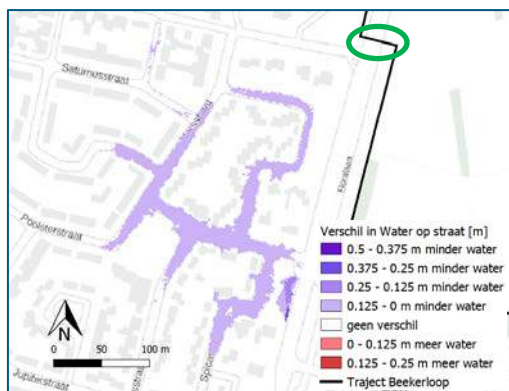 Saturnusstraat
Poolsterstraat
Floralaan
Jupiterstraat
N
0
50
100 m
Verschil in Water op straat [m]
0.5 - 0.375 m minder water
0.375 - 0.25 m minder water
0.25 - 0.125 m minder water
0.125 - 0 m minder water
geen verschil
0 - 0.125 m meer water
0.125 - 0.25 m meer water
Traject Beekerloop